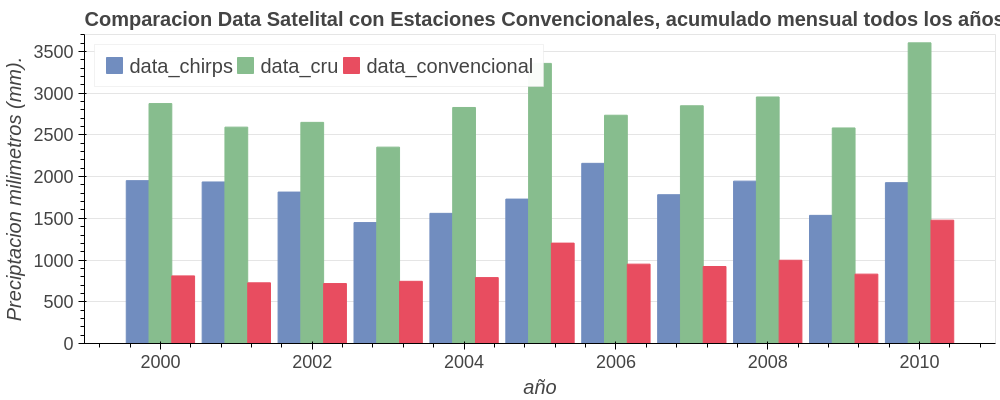 Comparacion Data Satelital con Estaciones Convencionales, acumulado mensual todos los años
data_chirps data_cru data_convencional
Preciptacion milimetros (mm).
3500
3000
2500
2000
1500
1000
500
0
2000 2002 2004 2006 2008 2010
año